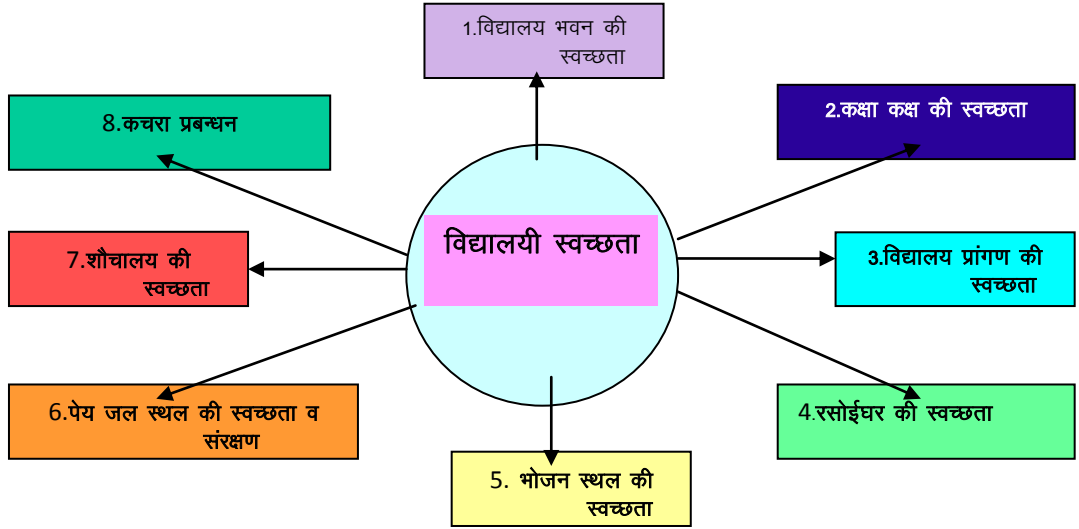 1.विद्यालय भवन की
स्वच्छता
2.कक्षा कक्ष की स्वच्छता
3.विद्यालय प्रांगण की
स्वच्छता
4.रसोईघर की स्वच्छता
5. भोजन स्थल की
स्वच्छता
6.पेय जल स्थल की स्वच्छता व
संरक्षण
7.शौचालय की
स्वच्छता
8.कचरा प्रबन्धन
विद्यालयी स्वच्छता